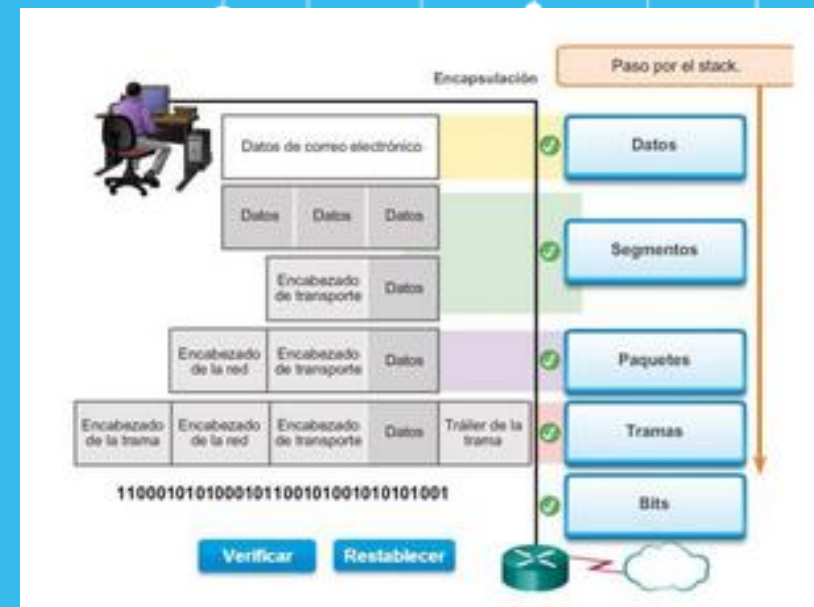 Encapsulación
Paso por el stack.
Datos de correo electrónico
Datos
Datos Datos Datos
Segmentos
Encabezado
de transporte
Datos
Encabezado
de la red
Encabezado
de transporte
Datos
Paquetes
Encabezado
de la trama
Encabezado
de la red
Encabezado
de transporte
Datos
Tráiler de la
trama
Tramas
1100010101000101100101001010101001
Bits
Verificar
Restablecer